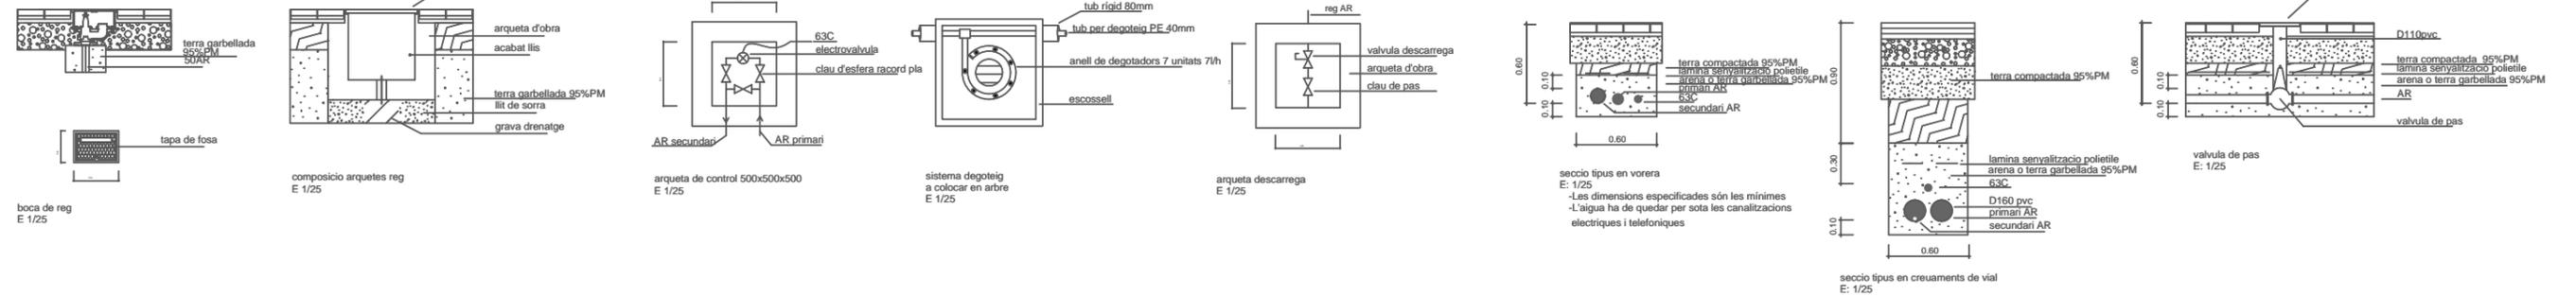 terra garbellada
95%PM
50AR
tapa de fosa
boca de reg
E 1/25
arqueta d'obra
acabat llis
terra garbellada 95%PM
llit de sorra
grava drenatge
composicio arquetes reg
E 1/25
63C
electrovalvula
clau d'esfera racord pla
AR secundari
AR primari
arqueta de control 500x500x500
E 1/25
tub rígid 80mm
tub per degoteig PE 40mm
anell de degotadors 7 unitats 7l/h
escossell
sistema degoteig
a colocar en arbre
E 1/25
reg AR
valvula descarrega
arqueta d'obra
clau de pas
arqueta descarrega
E 1/25
0.60
0.10
0.10
terra compactada 95%PM
lamina senyalització polietile
arena o terra garbellada 95%PM
primari AR
63C
secundari AR
0.60
seccio tipus en vorera
E: 1/25
-Les dimensions especificades són les mínimes
-L'aigua ha de quedar per sota les canalitzacions
electriques i telefoniques
0.90
0.30
0.10
terra compactada 95%PM
lamina senyalització polietile
arena o terra garbellada 95%PM
63C
D160 pvc
primari AR
secundari AR
0.60
seccio tipus en creuaments de vial
E: 1/25
0.60
0.10
0.10
D110pvc
terra compactada 95%PM
lamina senyalització polietile
arena o terra garbellada 95%PM
AR
valvula de pas
valvula de pas
E: 1/25